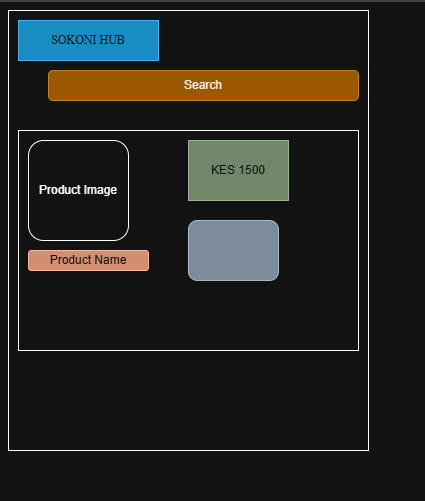 SOKONI HUB
Search
Product Image
KES 1500
Product Name